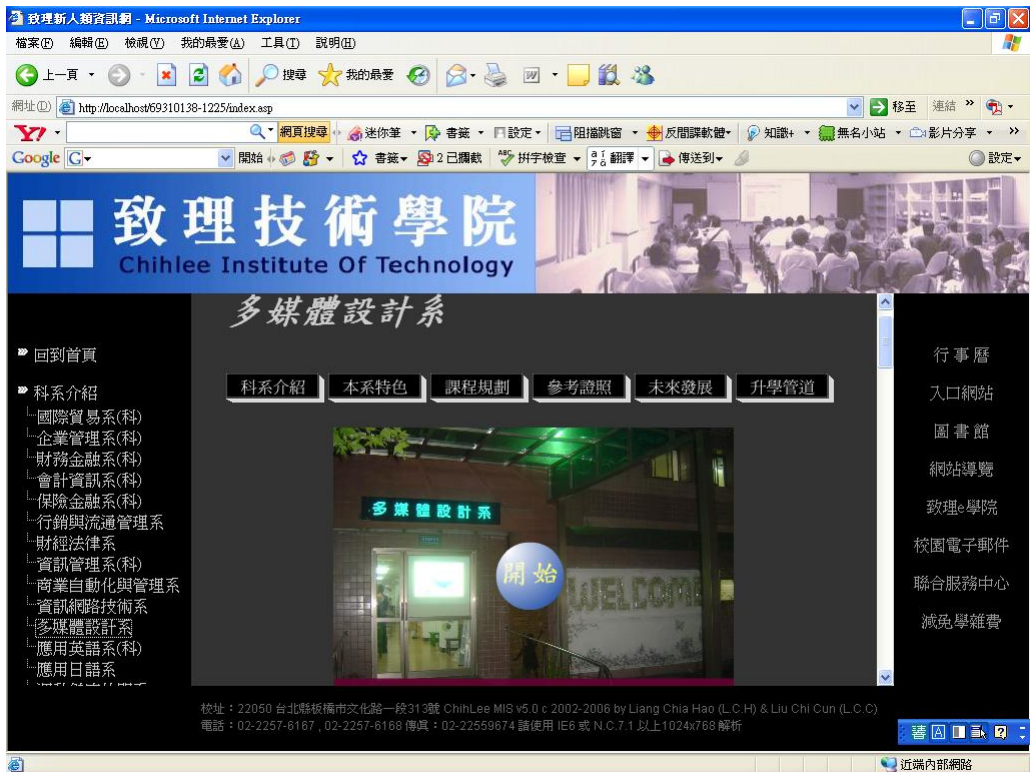 致理新人類資訊網 - Microsoft Internet Explorer
檔案(F) 編輯(E) 檢視(V) 我的最愛(A) 工具(T) 說明(H)
上一頁 搜尋 我的最愛
網址(D) http://localhost/69310138-1225/index.asp 移至 連結 »
Y! 網頁搜尋 迷你筆 書籤 設定 阻擋跳窗 反間諜軟體 知識+ 無名小站 影片分享 »
Google G 開始 書籤 2 已攔截 拼字檢查 翻譯 傳送到 設定
致理技術學院
Chihlee Institute Of Technology
多媒體設計系
科系介紹 本系特色 課程規劃 參考證照 未來發展 升學管道
回到首頁
科系介紹
國際貿易系(科)
企業管理系(科)
財務金融系(科)
會計資訊系(科)
保險金融系(科)
行銷與流通管理系
財經法律系
資訊管理系(科)
商業自動化與管理系
資訊網路技術系
多媒體設計系
應用英語系(科)
應用日語系
多媒體設計系
開始
WELCOME
行事曆
入口網站
圖書館
網站導覽
致理e學院
校園電子郵件
聯合服務中心
減免學雜費
校址：22050 台北縣板橋市文化路一段313號 ChihLee MIS v5.0 c 2002-2006 by Liang Chia Hao (L.C.H) & Liu Chi Cun (L.C.C)
電話：02-2257-6167 , 02-2257-6168 傳真：02-22559674 請使用 IE6 或 N.C.7.1 以上1024x768 解析
近端內部網路